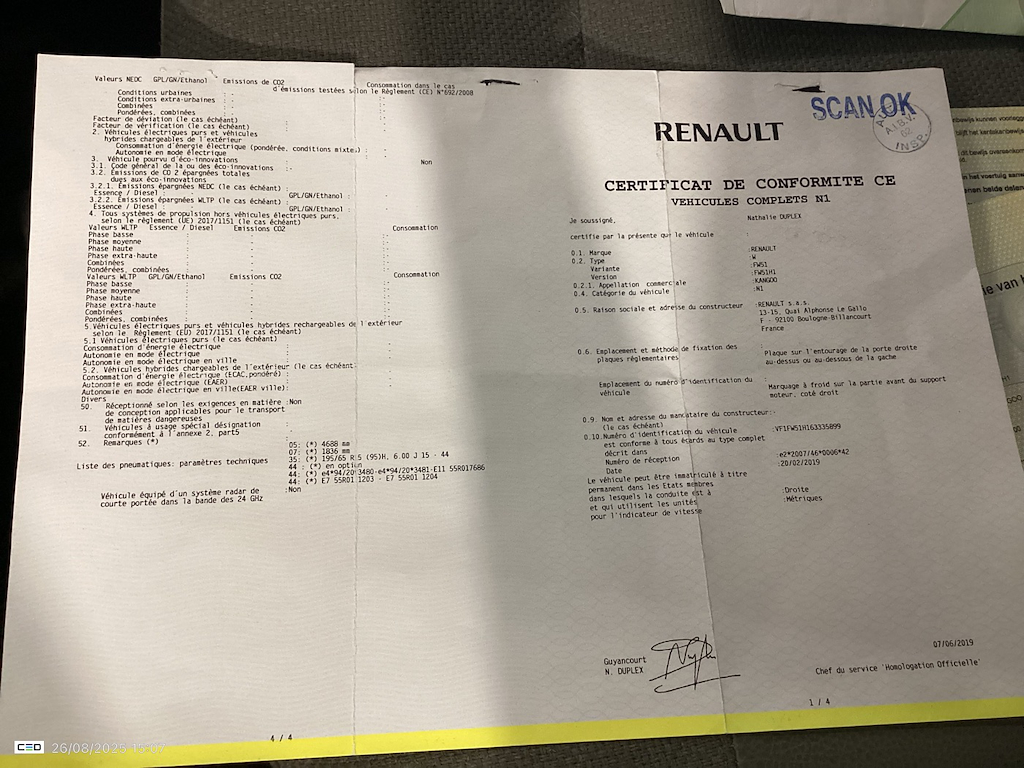 Valeurs NEDC GPL/GN/Ethanol Emissions de CO2 Consommation dans le cas
d'émissions testées selon le Règlement (CE) N°692/2008
Conditions urbaines : - :
Conditions extra-urbaines : - :
Combinées : - :
Pondérées, combinées : - :
Facteur de déviation (le cas échéant)
Facteur de vérification (le cas échéant) :
2. Véhicules électriques purs et véhicules
hybrides chargeables de l'extérieur
Consommation d'énergie électrique (pondérée, conditions mixte,) : -
Autonomie en mode électrique :
3. Véhicule pourvu d'éco-innovations : Non
3.1. Code général de la ou des éco-innovations :-
3.2. Emissions de CO 2 épargnées totales
dues aux éco-innovations
3.2.1. Emissions épargnées NEDC (le cas échéant) :
Essence / Diesel : GPL/GN/Ethanol :
3.2.2. Emissions épargnées WLTP (le cas échéant) :
Essence / Diesel : GPL/GN/Ethanol :
4. Tous systèmes de propulsion hors véhicules électriques purs,
selon le règlement (UE) 2017/1151 (le cas échéant)
Valeurs WLTP Essence / Diesel Emissions CO2 Consommation
Phase basse
Phase moyenne
Phase haute
Phase extra-haute
Combinées
Pondérées, combinées
Valeurs WLTP GPL/GN/Ethanol Emissions CO2 Consommation
Phase basse
Phase moyenne
Phase haute
Phase extra-haute
Combinées
Pondérées, combinées
5.Véhicules électriques purs et véhicules hybrides rechargeables de l'extérieur
selon le Règlement (EU) 2017/1151 (le cas échéant)
5.1 Véhicules électriques purs (le cas échéant)
Consommation d'énergie électrique
Autonomie en mode électrique
Autonomie en mode électrique en ville
5.2. Véhicules hybrides chargeables de l'extérieur (le cas échéant
Consommation d'énergie électrique (ECAC,pondéré) :
Autonomie en mode électrique (EAER)
Autonomie en mode électrique en ville(EAER ville):
Divers
50. Réceptionné selon les exigences en matière :Non
de conception applicables pour le transport
de matières dangereuses
51. Véhicules à usage spécial désignation :
conformément à l'annexe 2, part5
52. Remarques (*)
05: (*) 4688 mm
07: (*) 1836 mm
Liste des pneumatiques: paramètres techniques 35: (*) 195/65 R15 (95)H, 6.00 J 15 - 44
44 : (*) en option
44: (*) e4*94/20*3480-e4*94/20*3481-E11 55R017686
44: (*) E7 55R01 1203 - E7 55R01 1204
Véhicule équipé d'un système radar de :Non
courte portée dans la bande des 24 GHz
4 / 4
SCAN OK
INSP.
RENAULT
CERTIFICAT DE CONFORMITE CE
VEHICULES COMPLETS N1
Je soussigné, Nathalie DUPLEX
certifie par la présente que le véhicule :
0.1. Marque :RENAULT
0.2. Type :W
Variante :FW51
Version :FW51H1
0.2.1. Appellation commerciale :KANGOO
0.4. Catégorie du véhicule :N1
0.5. Raison sociale et adresse du constructeur :RENAULT s.a.s.
13-15, Quai Alphonse Le Gallo
F - 92100 Boulogne-Billancourt
France
0.6. Emplacement et méthode de fixation des :
plaques réglementaires Plaque sur l'entourage de la porte droite
au-dessus ou au-dessous de la gache
Emplacement du numéro d'identification du :
véhicule Marquage à froid sur la partie avant du support
moteur, coté droit
0.9. Nom et adresse du mandataire du constructeur:-
(le cas échéant)
0.10.Numéro d'identification du véhicule :VF1FW51H163335899
est conforme à tous égards au type complet
décrit dans
Numéro de réception :e2*2007/46*0006*42
Date :20/02/2019
Le véhicule peut être immatriculé à titre
permanent dans les Etats membres
dans lesquels la conduite est à :Droite
et qui utilisent les unités :Métriques
pour l'indicateur de vitesse
07/06/2019
Guyancourt
N. DUPLEX
Chef du service 'Homologation Officielle'
1 / 4
26/08/2025